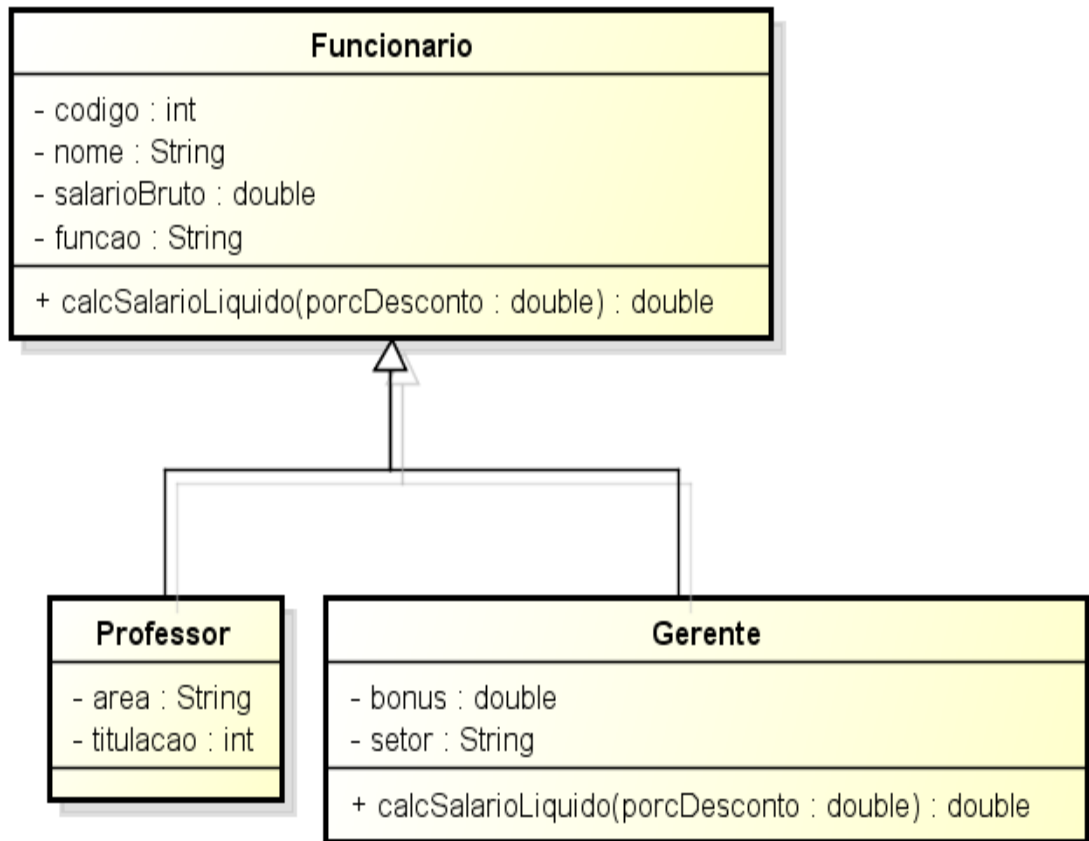 Funcionario
- codigo : int
- nome : String
- salarioBruto : double
- funcao : String
+ calcSalarioLiquido(porcDesconto : double) : double
Professor
- area : String
- titulacao : int
Gerente
- bonus : double
- setor : String
+ calcSalarioLiquido(porcDesconto : double) : double